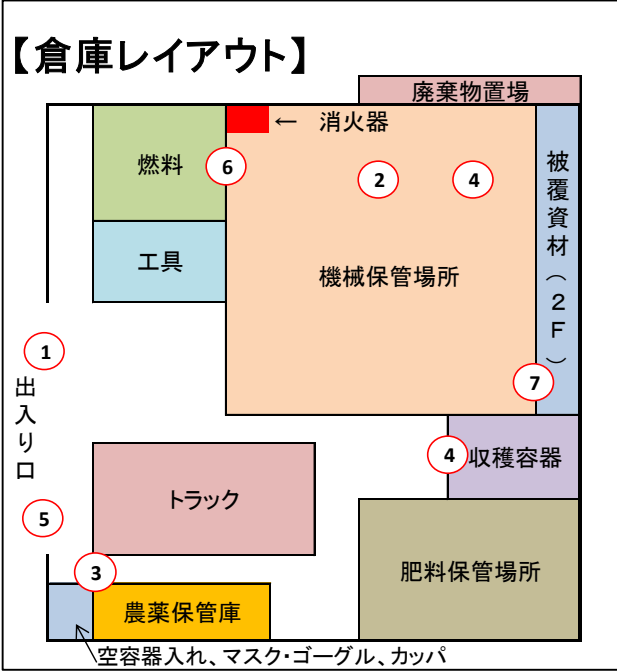 【倉庫レイアウト】
廃棄物置場
← 消火器
燃料
⑥
②
④
被覆資材(2F)
工具
機械保管場所
①
⑦
出入り口
④
収穫容器
トラック
⑤
肥料保管場所
③
農薬保管庫
空容器入れ、マスク・ゴーグル、カッパ